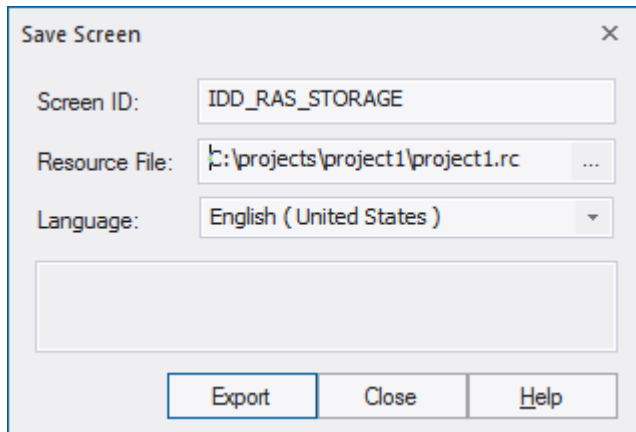 Save Screen
Screen ID: IDD_RAS_STORAGE
Resource File: C:\projects\project1\project1.rc ...
Language: English ( United States )
Export Close Help